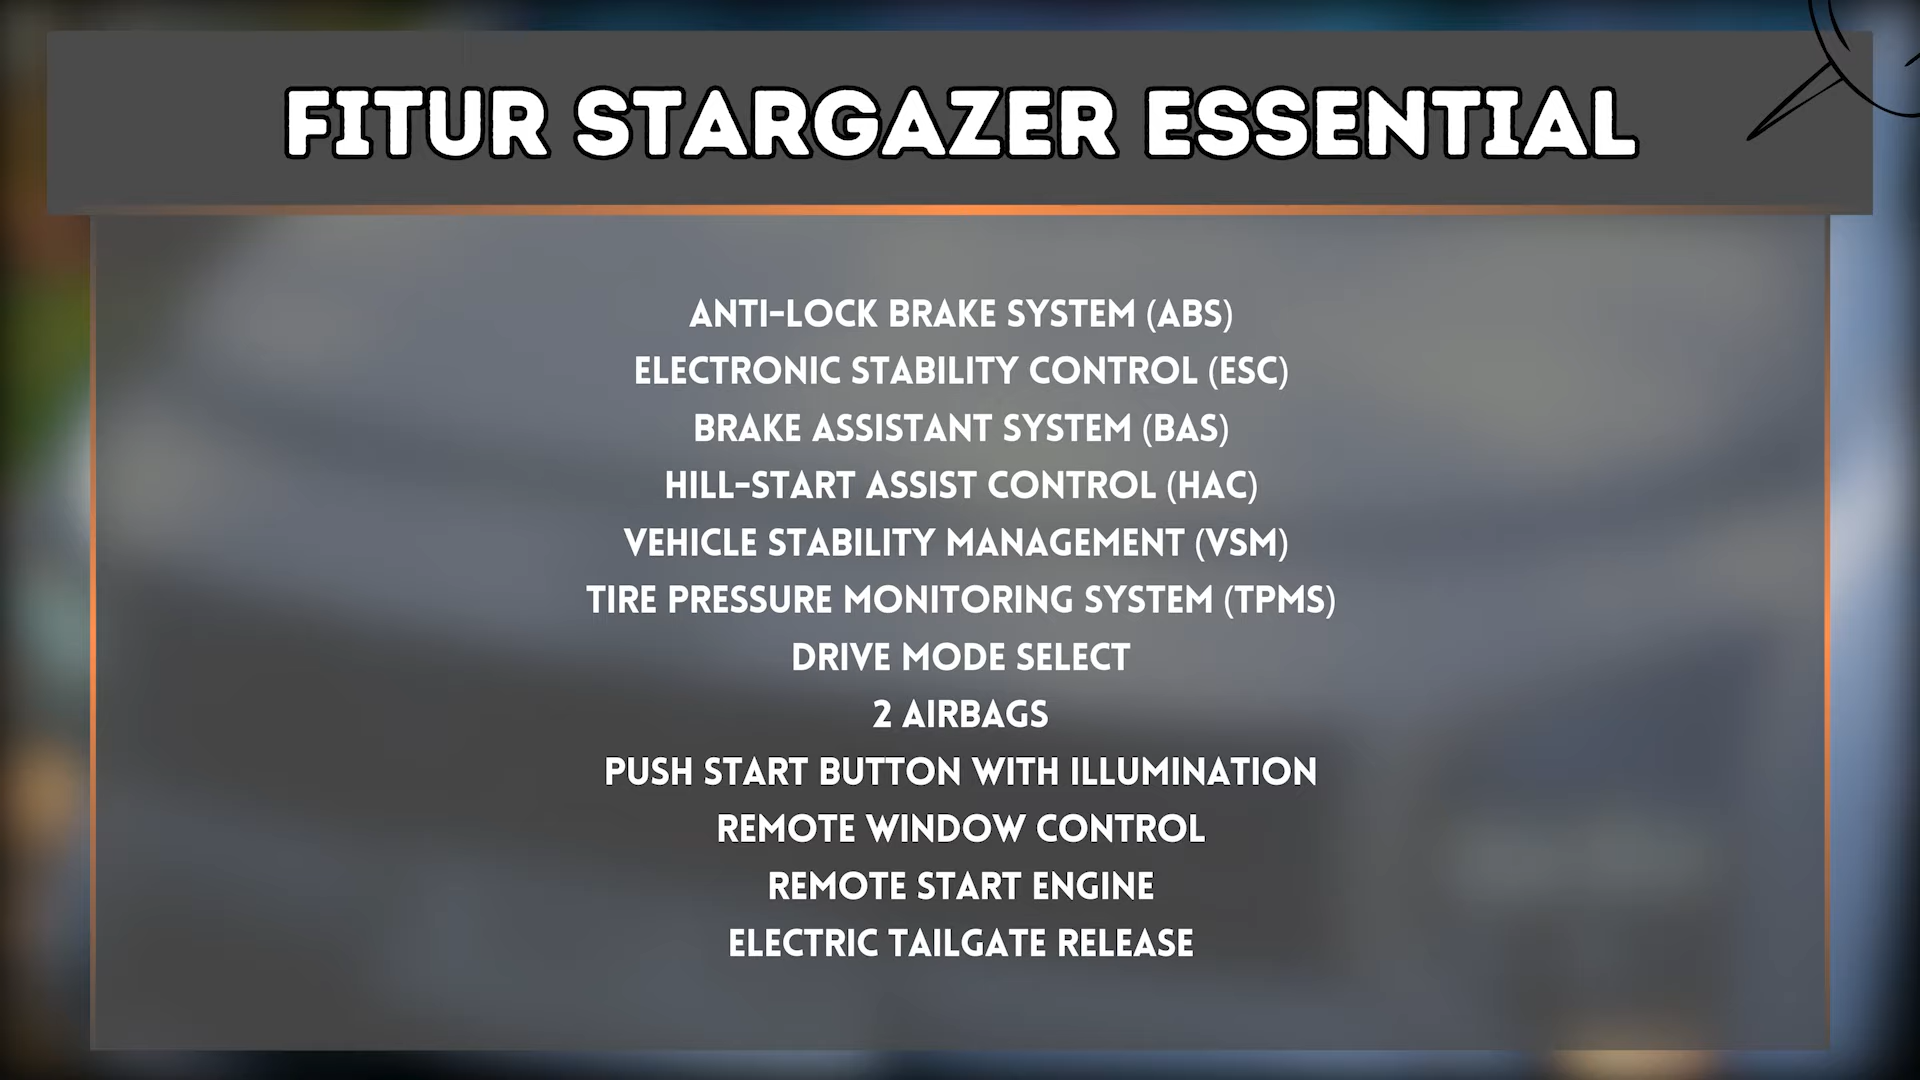 FITUR STARGAZER ESSENTIAL
ANTI-LOCK BRAKE SYSTEM (ABS)
ELECTRONIC STABILITY CONTROL (ESC)
BRAKE ASSISTANT SYSTEM (BAS)
HILL-START ASSIST CONTROL (HAC)
VEHICLE STABILITY MANAGEMENT (VSM)
TIRE PRESSURE MONITORING SYSTEM (TPMS)
DRIVE MODE SELECT
2 AIRBAGS
PUSH START BUTTON WITH ILLUMINATION
REMOTE WINDOW CONTROL
REMOTE START ENGINE
ELECTRIC TAILGATE RELEASE